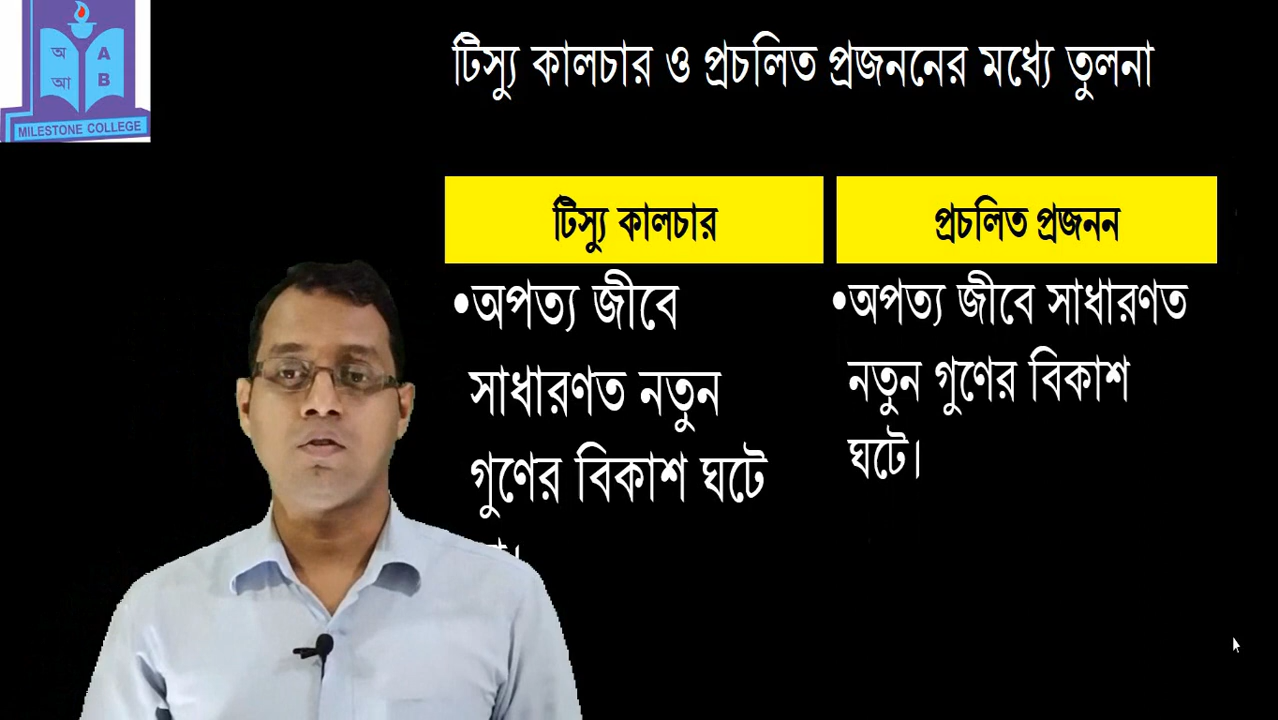 অ A
আ B
MILESTONE COLLEGE
টিস্যু কালচার ও প্রচলিত প্রজননের মধ্যে তুলনা
টিস্যু কালচার
•অপত্য জীবে
সাধারণত নতুন
গুণের বিকাশ ঘটে
প্রচলিত প্রজনন
•অপত্য জীবে সাধারণত
নতুন গুণের বিকাশ
ঘটে।